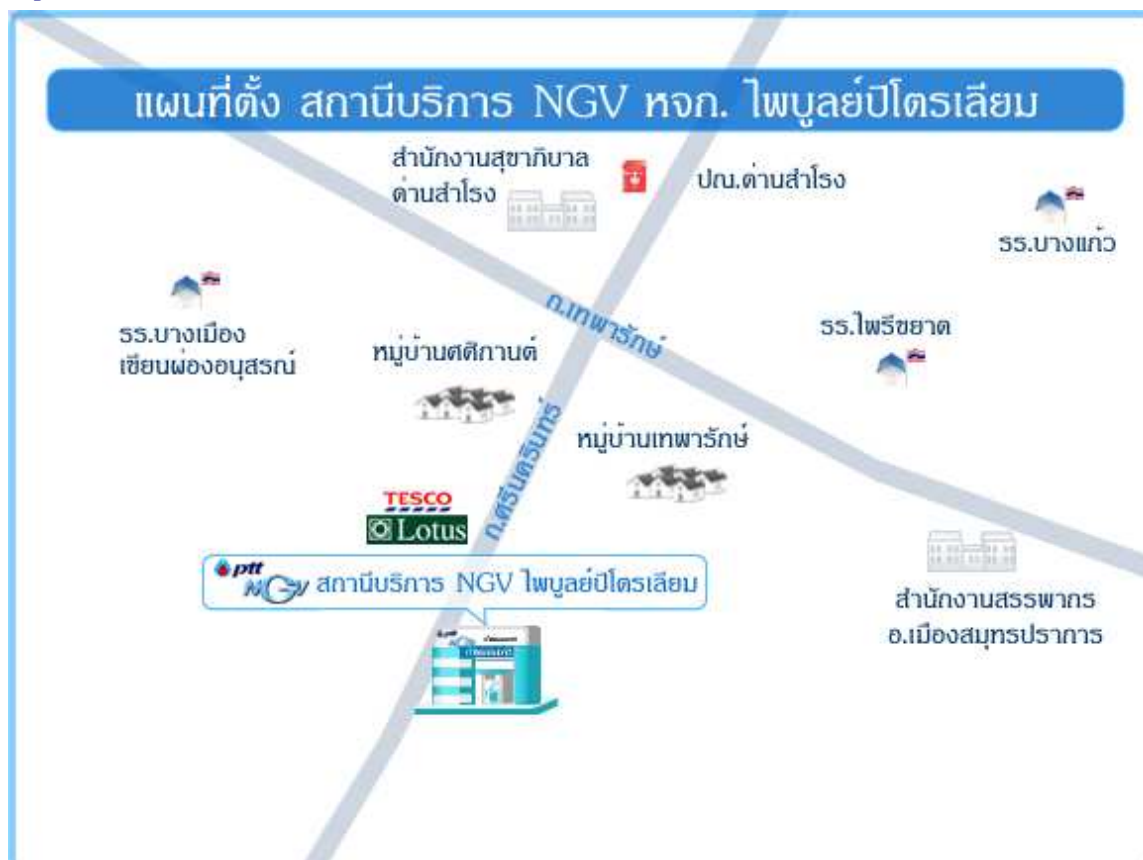 แผนที่ตั้ง สถานีบริการ NGV หจก. ไพบูลย์ปิโตรเลียม
สำนักงานสุขาภิบาล
ด่านสำโรง
ปณ.ด่านสำโรง
รร.บางแก้ว
รร.บางเมือง
เขียนผ่องอนุสรณ์
ถ.เทพารักษ์
รร.ไพรีขยาด
หมู่บ้านศศิกานต์
หมู่บ้านเทพารักษ์
ถ.ศรีนครินทร์
TESCO
Lotus
ptt
NGV สถานีบริการ NGV ไพบูลย์ปิโตรเลียม
สำนักงานสรรพากร
อ.เมืองสมุทรปราการ